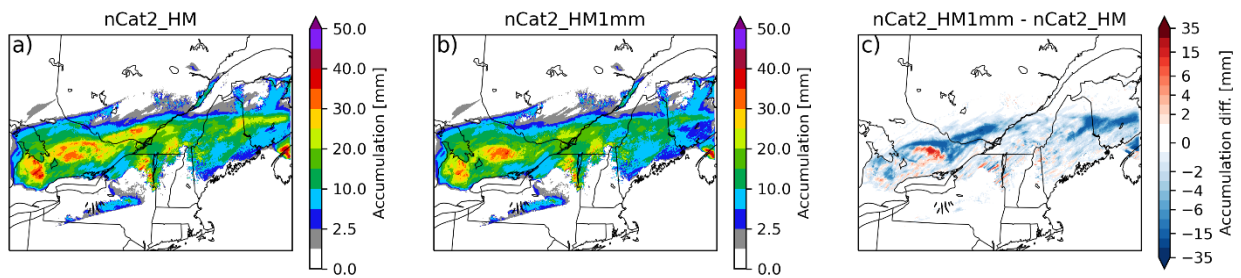 nCat2_HM
a)
50.0
40.0
30.0
20.0
10.0
2.5
0.0
Accumulation [mm]
nCat2_HM1mm
b)
50.0
40.0
30.0
20.0
10.0
2.5
0.0
Accumulation [mm]
nCat2_HM1mm - nCat2_HM
c)
35
15
6
4
2
0
−2
−6
−15
−35
Accumulation diff. [mm]